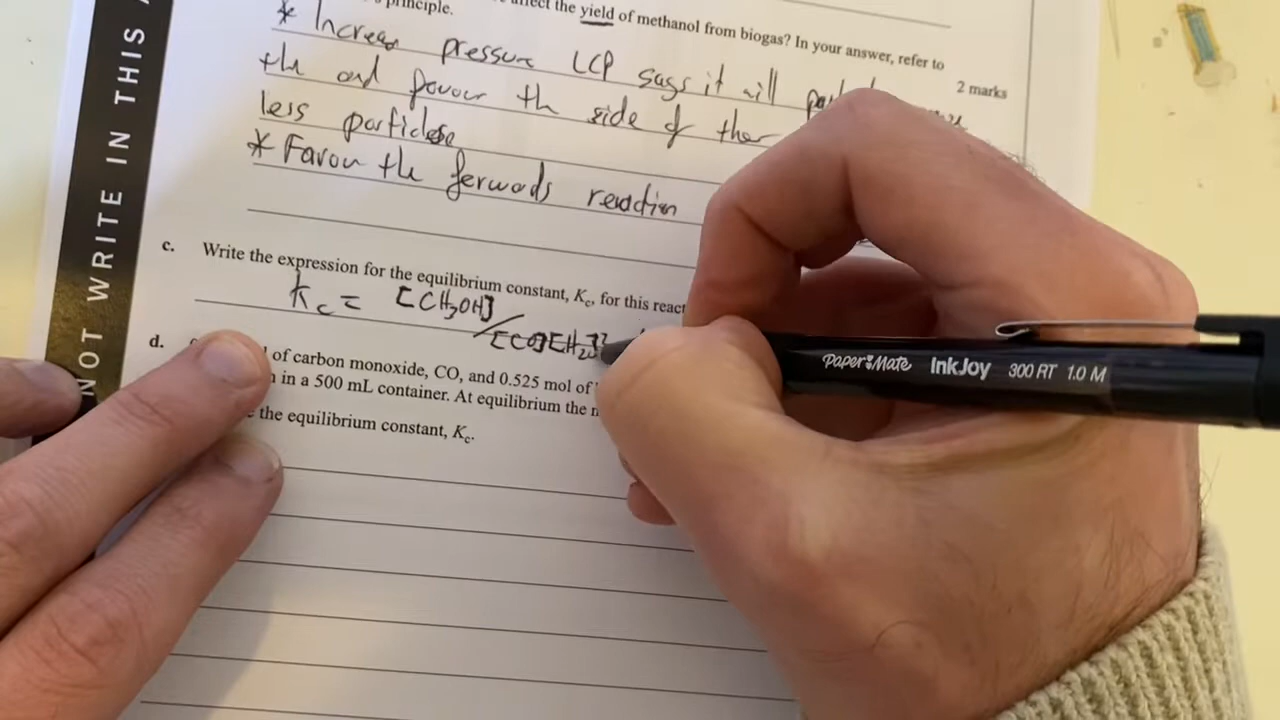 principle.
affect the yield of methanol from biogas? In your answer, refer to
2 marks
* Increase pressure LCP says it will
the and favour the side of ther
less particles
* Favou the forwads reaction
c. Write the expression for the equilibrium constant, Kc, for this react
Kc = [CH3OH]
/[CO][H2]²
d. of carbon monoxide, CO, and 0.525 mol of
in a 500 mL container. At equilibrium the
the equilibrium constant, Kc.
NOT WRITE IN THIS
PAPER:MATE InkJoy 300 RT 1.0 M